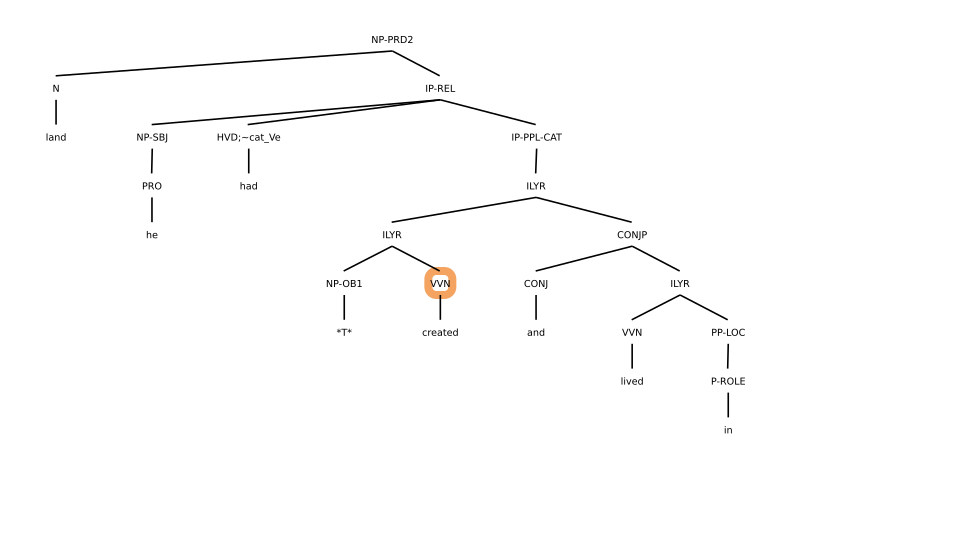 NP-PRD2
N IP-REL
land NP-SBJ HVD;~cat_Ve IP-PPL-CAT
PRO had ILYR
he ILYR CONJP
NP-OB1 VVN CONJ ILYR
*T* created and VVN PP-LOC
lived P-ROLE
in